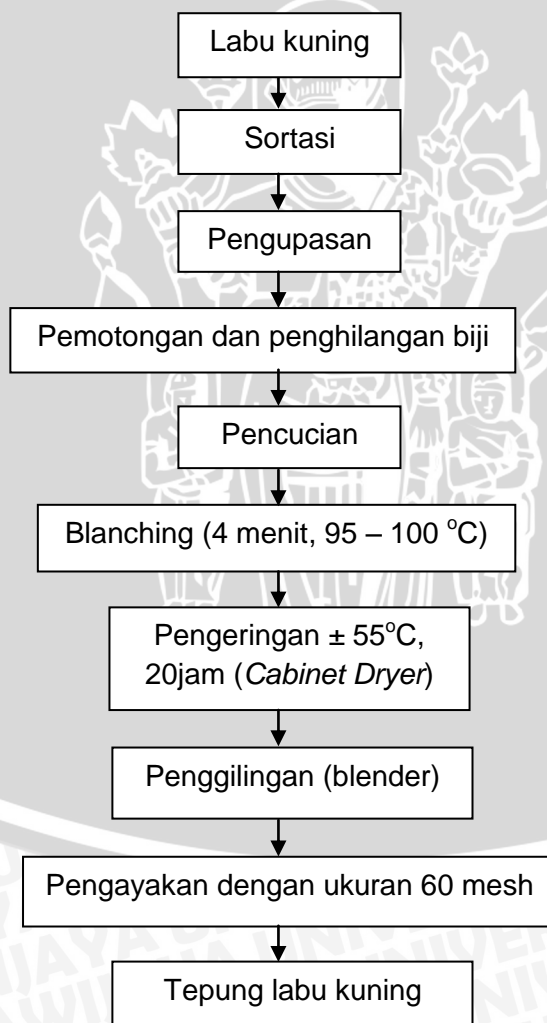 Labu kuning
Sortasi
Pengupasan
Pemotongan dan penghilangan biji
Pencucian
Blanching (4 menit, 95 – 100 °C)
Pengeringan ± 55°C,
20jam (Cabinet Dryer)
Penggilingan (blender)
Pengayakan dengan ukuran 60 mesh
Tepung labu kuning